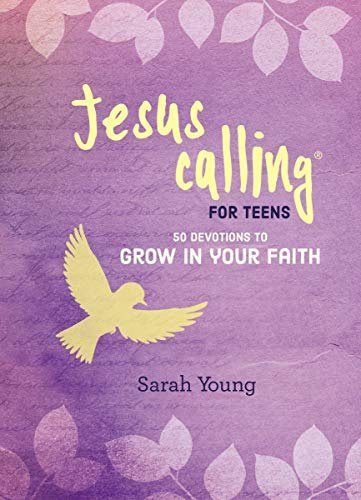 Jesus
calling®
FOR TEENS
50 DEVOTIONS TO
GROW IN YOUR FAITH
Sarah Young